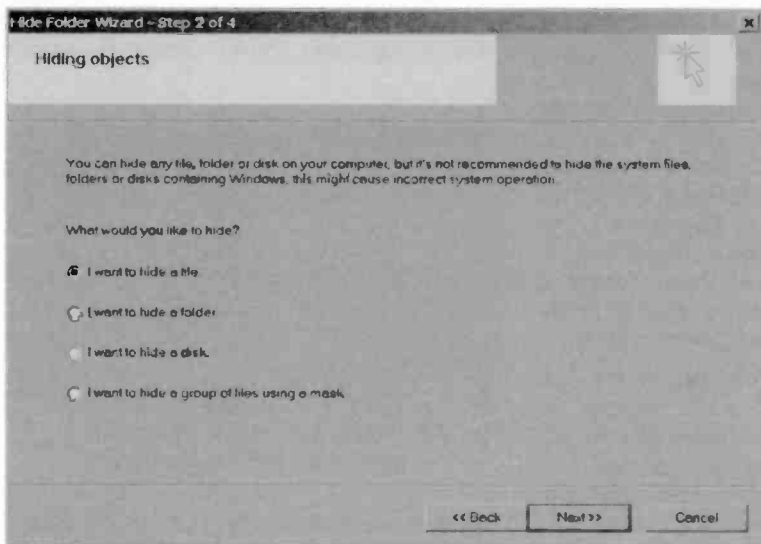 Hide Folder Wizard - Step 2 of 4
Hiding objects
You can hide any file, folder or disk on your computer, but it's not recommended to hide the system files,
folders or disks containing Windows, this might cause incorrect system operation.
What would you like to hide?
I want to hide a file
I want to hide a folder
I want to hide a disk.
I want to hide a group of files using a mask
<< Back
Next >>
Cancel